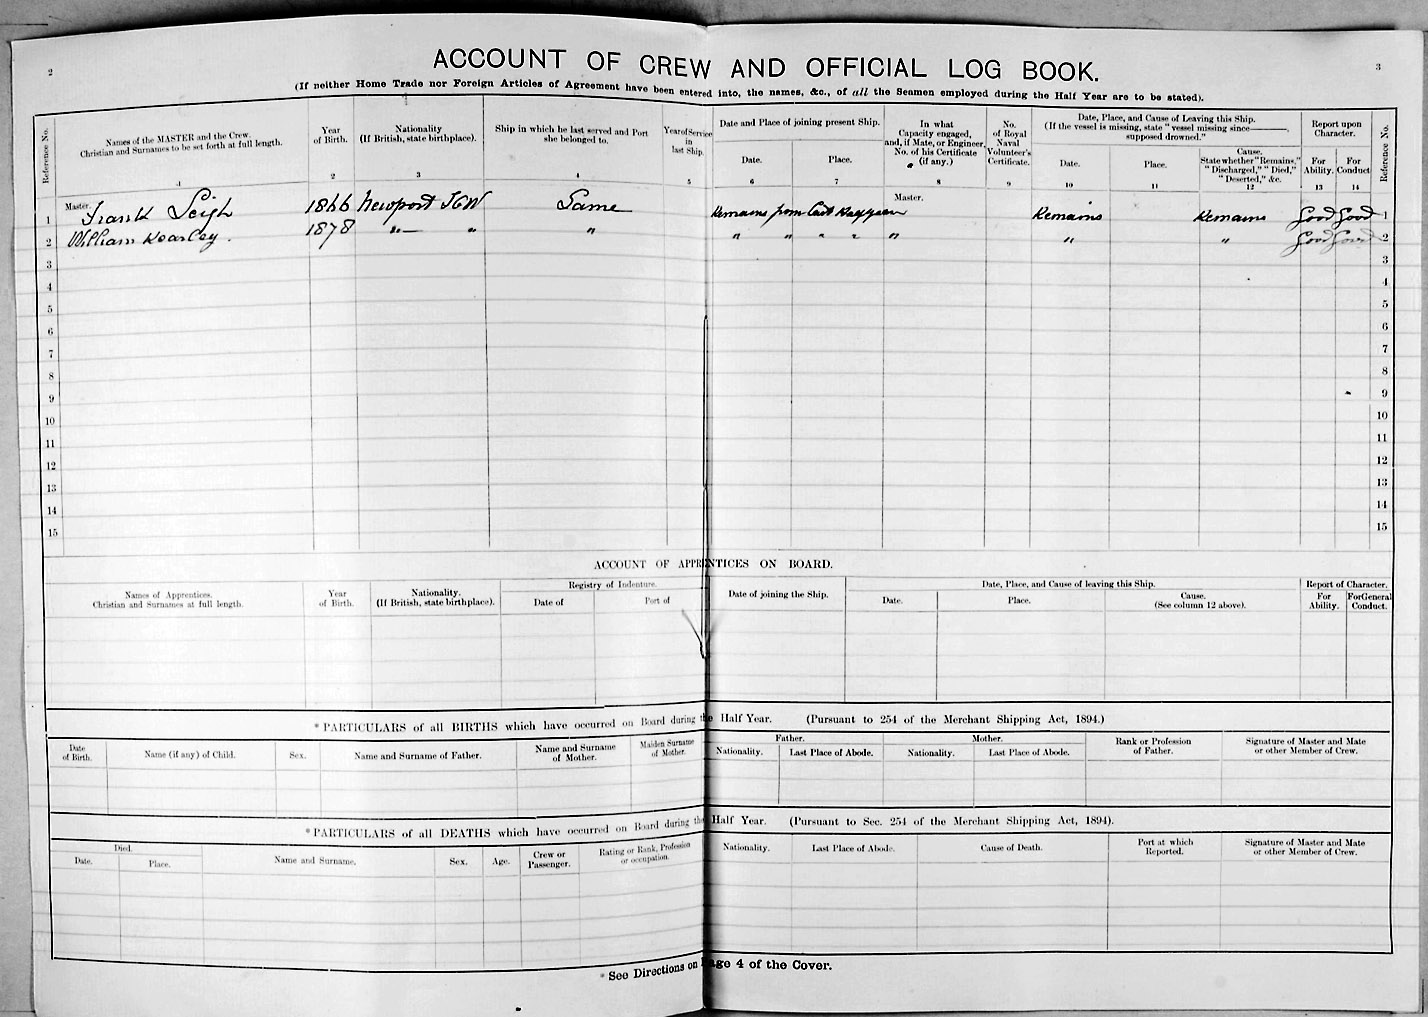 2
3
ACCOUNT OF CREW AND OFFICIAL LOG BOOK.
(If neither Home Trade nor Foreign Articles of Agreement have been entered into, the names, &c., of all the Seamen employed during the Half Year are to be stated).
Reference No.
Names of the MASTER and the Crew. Christian and Surnames to be set forth at full length.
Year of Birth.
Nationality (If British, state birthplace).
Ship in which he last served and Port she belonged to.
Year of Service in last Ship.
Date and Place of joining present Ship.
Date.
Place.
In what Capacity engaged, and, if Mate, or Engineer, No. of his Certificate (if any.)
No. of Royal Naval Volunteer's Certificate.
Date, Place, and Cause of Leaving this Ship. (If the vessel is missing, state "vessel missing since———, supposed drowned."
Date.
Place.
Cause. State whether "Remains," "Discharged," "Died," "Deserted," &c.
Report upon Character.
For Ability.
For Conduct
Reference No.
1 2 3 4 5 6 7 8 9 10 11 12 13 14
Master.
Master.
1 Frank Leigh 1866 Newport IOW Same Remains from Last Remains Remains Good Good 1
2 William Kearley. 1878 " " " " " " " " " " Good Good 2
3 3
4 4
5 5
6 6
7 7
8 8
9 9
10 10
11 11
12 12
13 13
14 14
15 15
ACCOUNT OF APPRENTICES ON BOARD.
Names of Apprentices. Christian and Surnames at full length.
Year of Birth.
Nationality. (If British, state birthplace).
Registry of Indenture.
Date of
Port of
Date of joining the Ship.
Date, Place, and Cause of leaving this Ship.
Date.
Place.
Cause. (See column 12 above).
Report of Character.
For Ability.
For General Conduct.
* PARTICULARS of all BIRTHS which have occurred on Board during the Half Year. (Pursuant to 254 of the Merchant Shipping Act, 1894.)
Date of Birth.
Name (if any) of Child.
Sex.
Name and Surname of Father.
Name and Surname of Mother.
Maiden Surname of Mother.
Father.
Nationality.
Last Place of Abode.
Mother.
Nationality.
Last Place of Abode.
Rank or Profession of Father.
Signature of Master and Mate or other Member of Crew.
* PARTICULARS of all DEATHS which have occurred on Board during the Half Year. (Pursuant to Sec. 254 of the Merchant Shipping Act, 1894).
Died.
Date.
Place.
Name and Surname.
Sex.
Age.
Crew or Passenger.
Rating or Rank, Profession or occupation.
Nationality.
Last Place of Abode.
Cause of Death.
Port at which Reported.
Signature of Master and Mate or other Member of Crew.
* See Directions on Page 4 of the Cover.